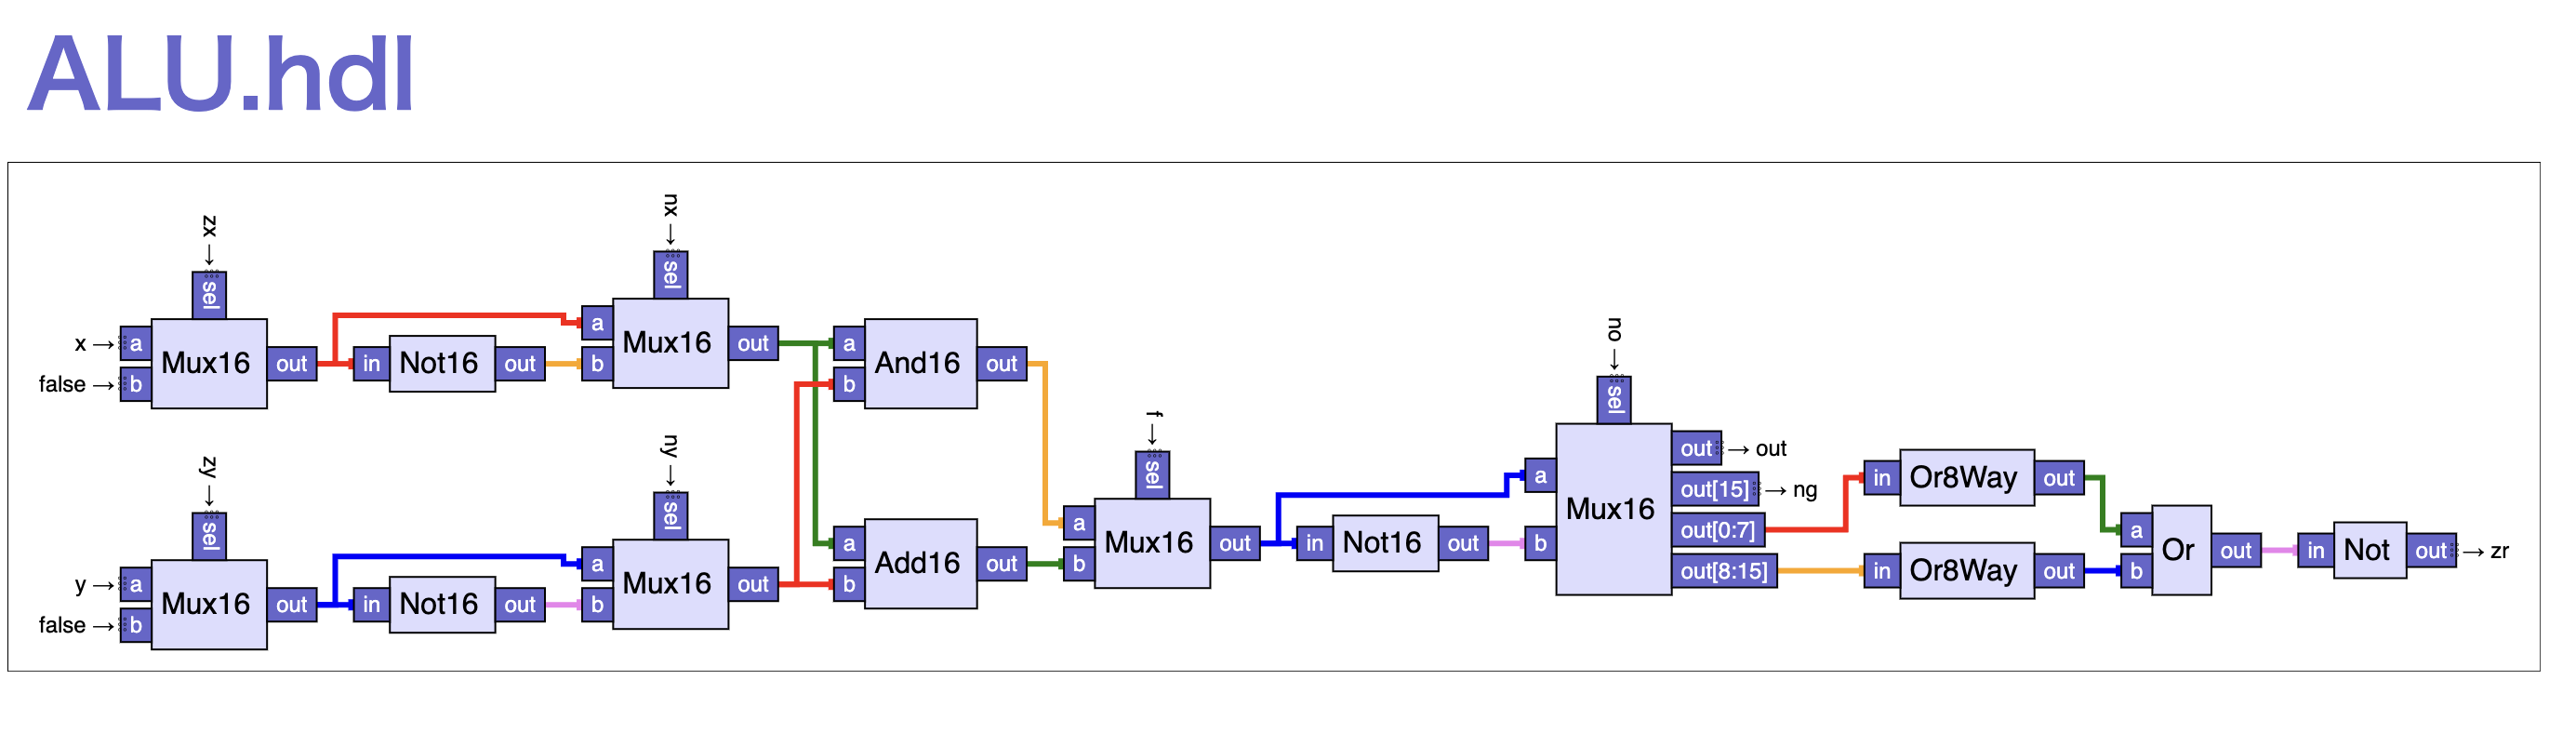 ALU.hdl
zx →
sel
x →
a
false →
b
Mux16
out
in
Not16
out
nx →
sel
a
b
Mux16
out
zy →
sel
y →
a
false →
b
Mux16
out
in
Not16
out
ny →
sel
a
b
Mux16
out
a
b
And16
out
a
b
Add16
out
f →
sel
a
b
Mux16
out
in
Not16
out
no →
sel
a
b
Mux16
out → out
out[15] → ng
out[0:7]
out[8:15]
in
Or8Way
out
in
Or8Way
out
a
b
Or
out
in
Not
out → zr